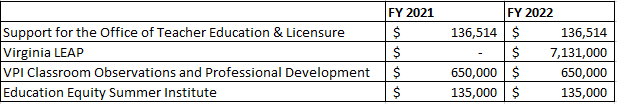 FY 2021 FY 2022
Support for the Office of Teacher Education & Licensure $ 136,514 $ 136,514
Virginia LEAP $ - $ 7,131,000
VPI Classroom Observations and Professional Development $ 650,000 $ 650,000
Education Equity Summer Institute $ 135,000 $ 135,000